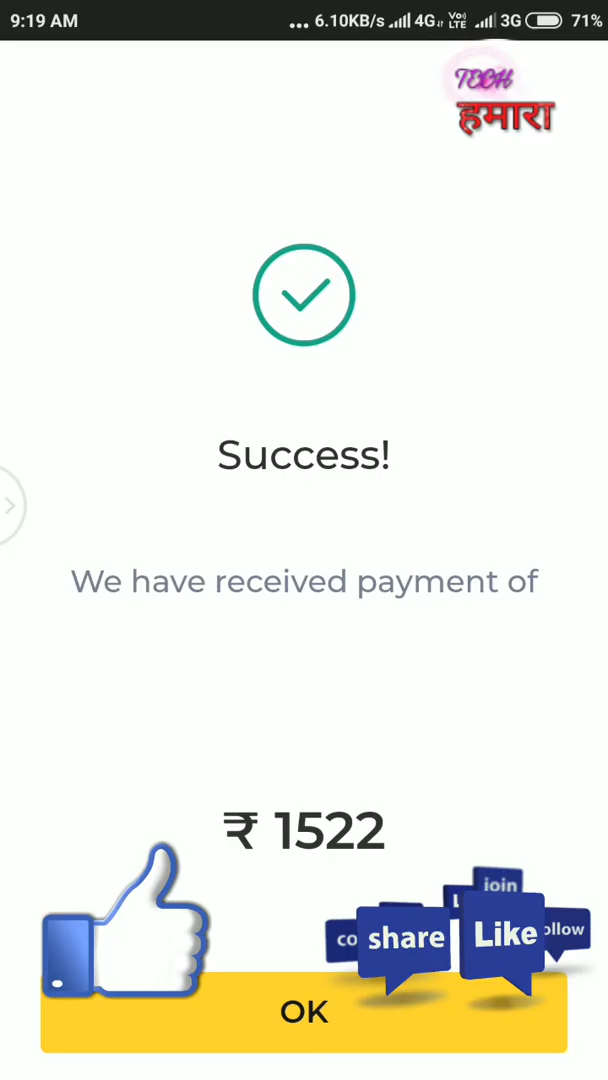 9:19 AM ... 6.10KB/s 4G Vo) LTE 3G 71%
TECH
हमारा
Success!
We have received payment of
₹ 1522
join
L
co share Like ollow
OK